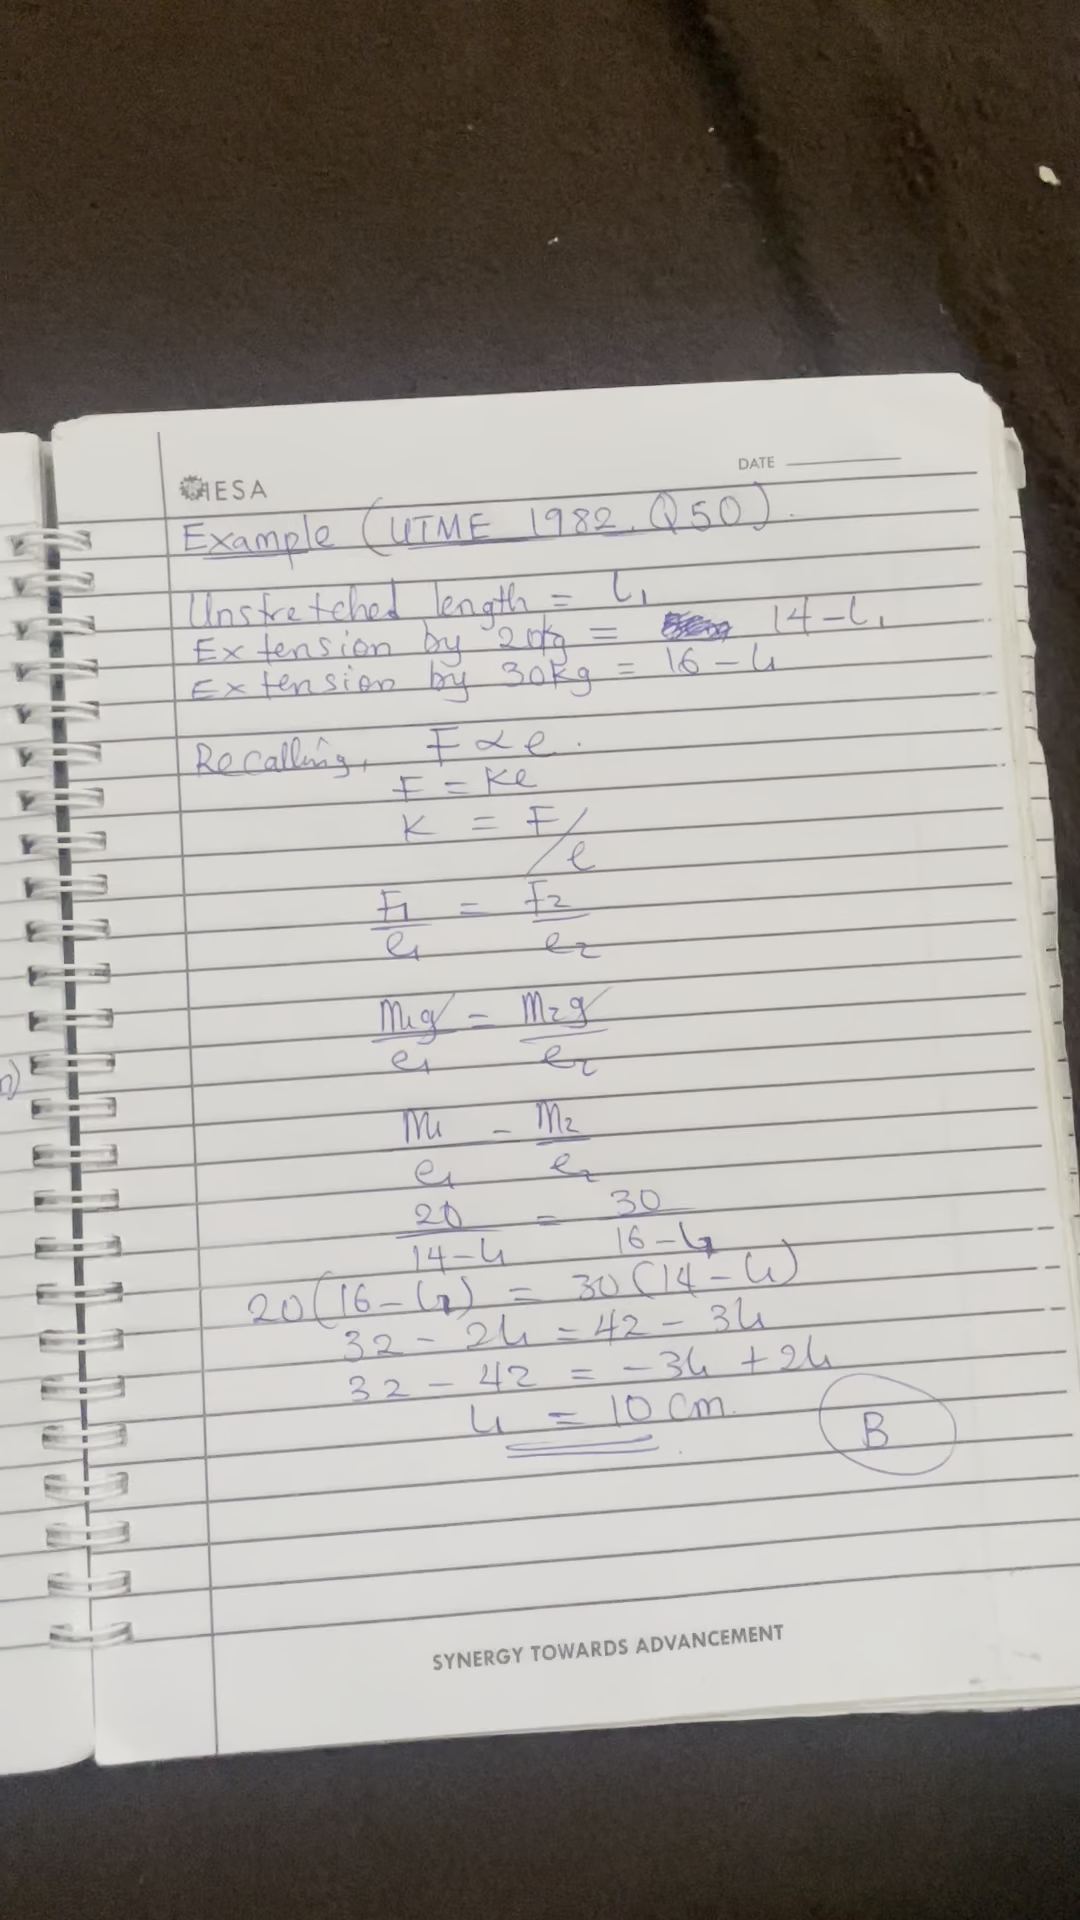 IESA
DATE
Example (UTME 1982, Q50).
Unstretched length = L₁
Extension by 20kg = 14-L₁
Extension by 30kg = 16-L₁
Recalling, F∝e.
F = Ke
K = F/e
F₁/e₁ = F₂/e₂
M₁g/e₁ = M₂g/e₂
M₁/e₁ = M₂/e₂
20/14-L₁ = 30/16-L₁
20(16-L₁) = 30(14-L₁)
32 - 2L₁ = 42 - 3L₁
32 - 42 = -3L₁ + 2L₁
L₁ = 10 cm.
B
SYNERGY TOWARDS ADVANCEMENT